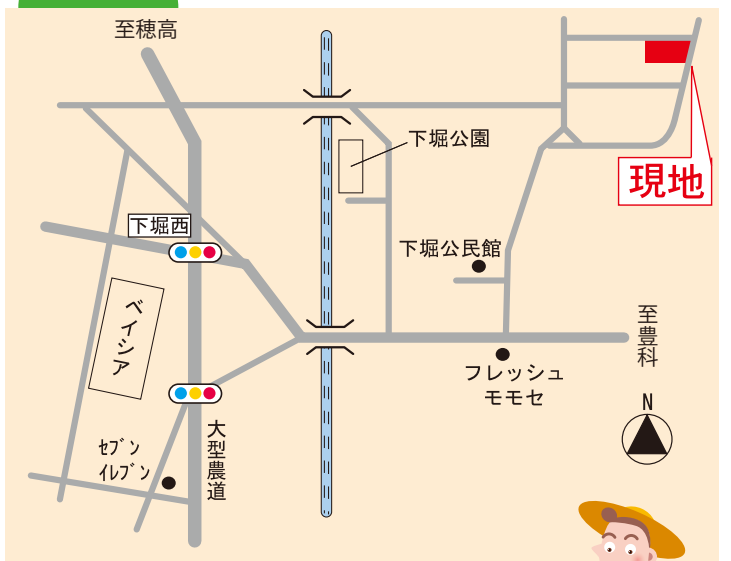 至穂高
下堀公園
現地
下堀西
下堀公民館
ベイシア
至豊科
フレッシュ
モモセ
N
大型農道
ｾﾌﾞﾝ
ｲﾚﾌﾞﾝ